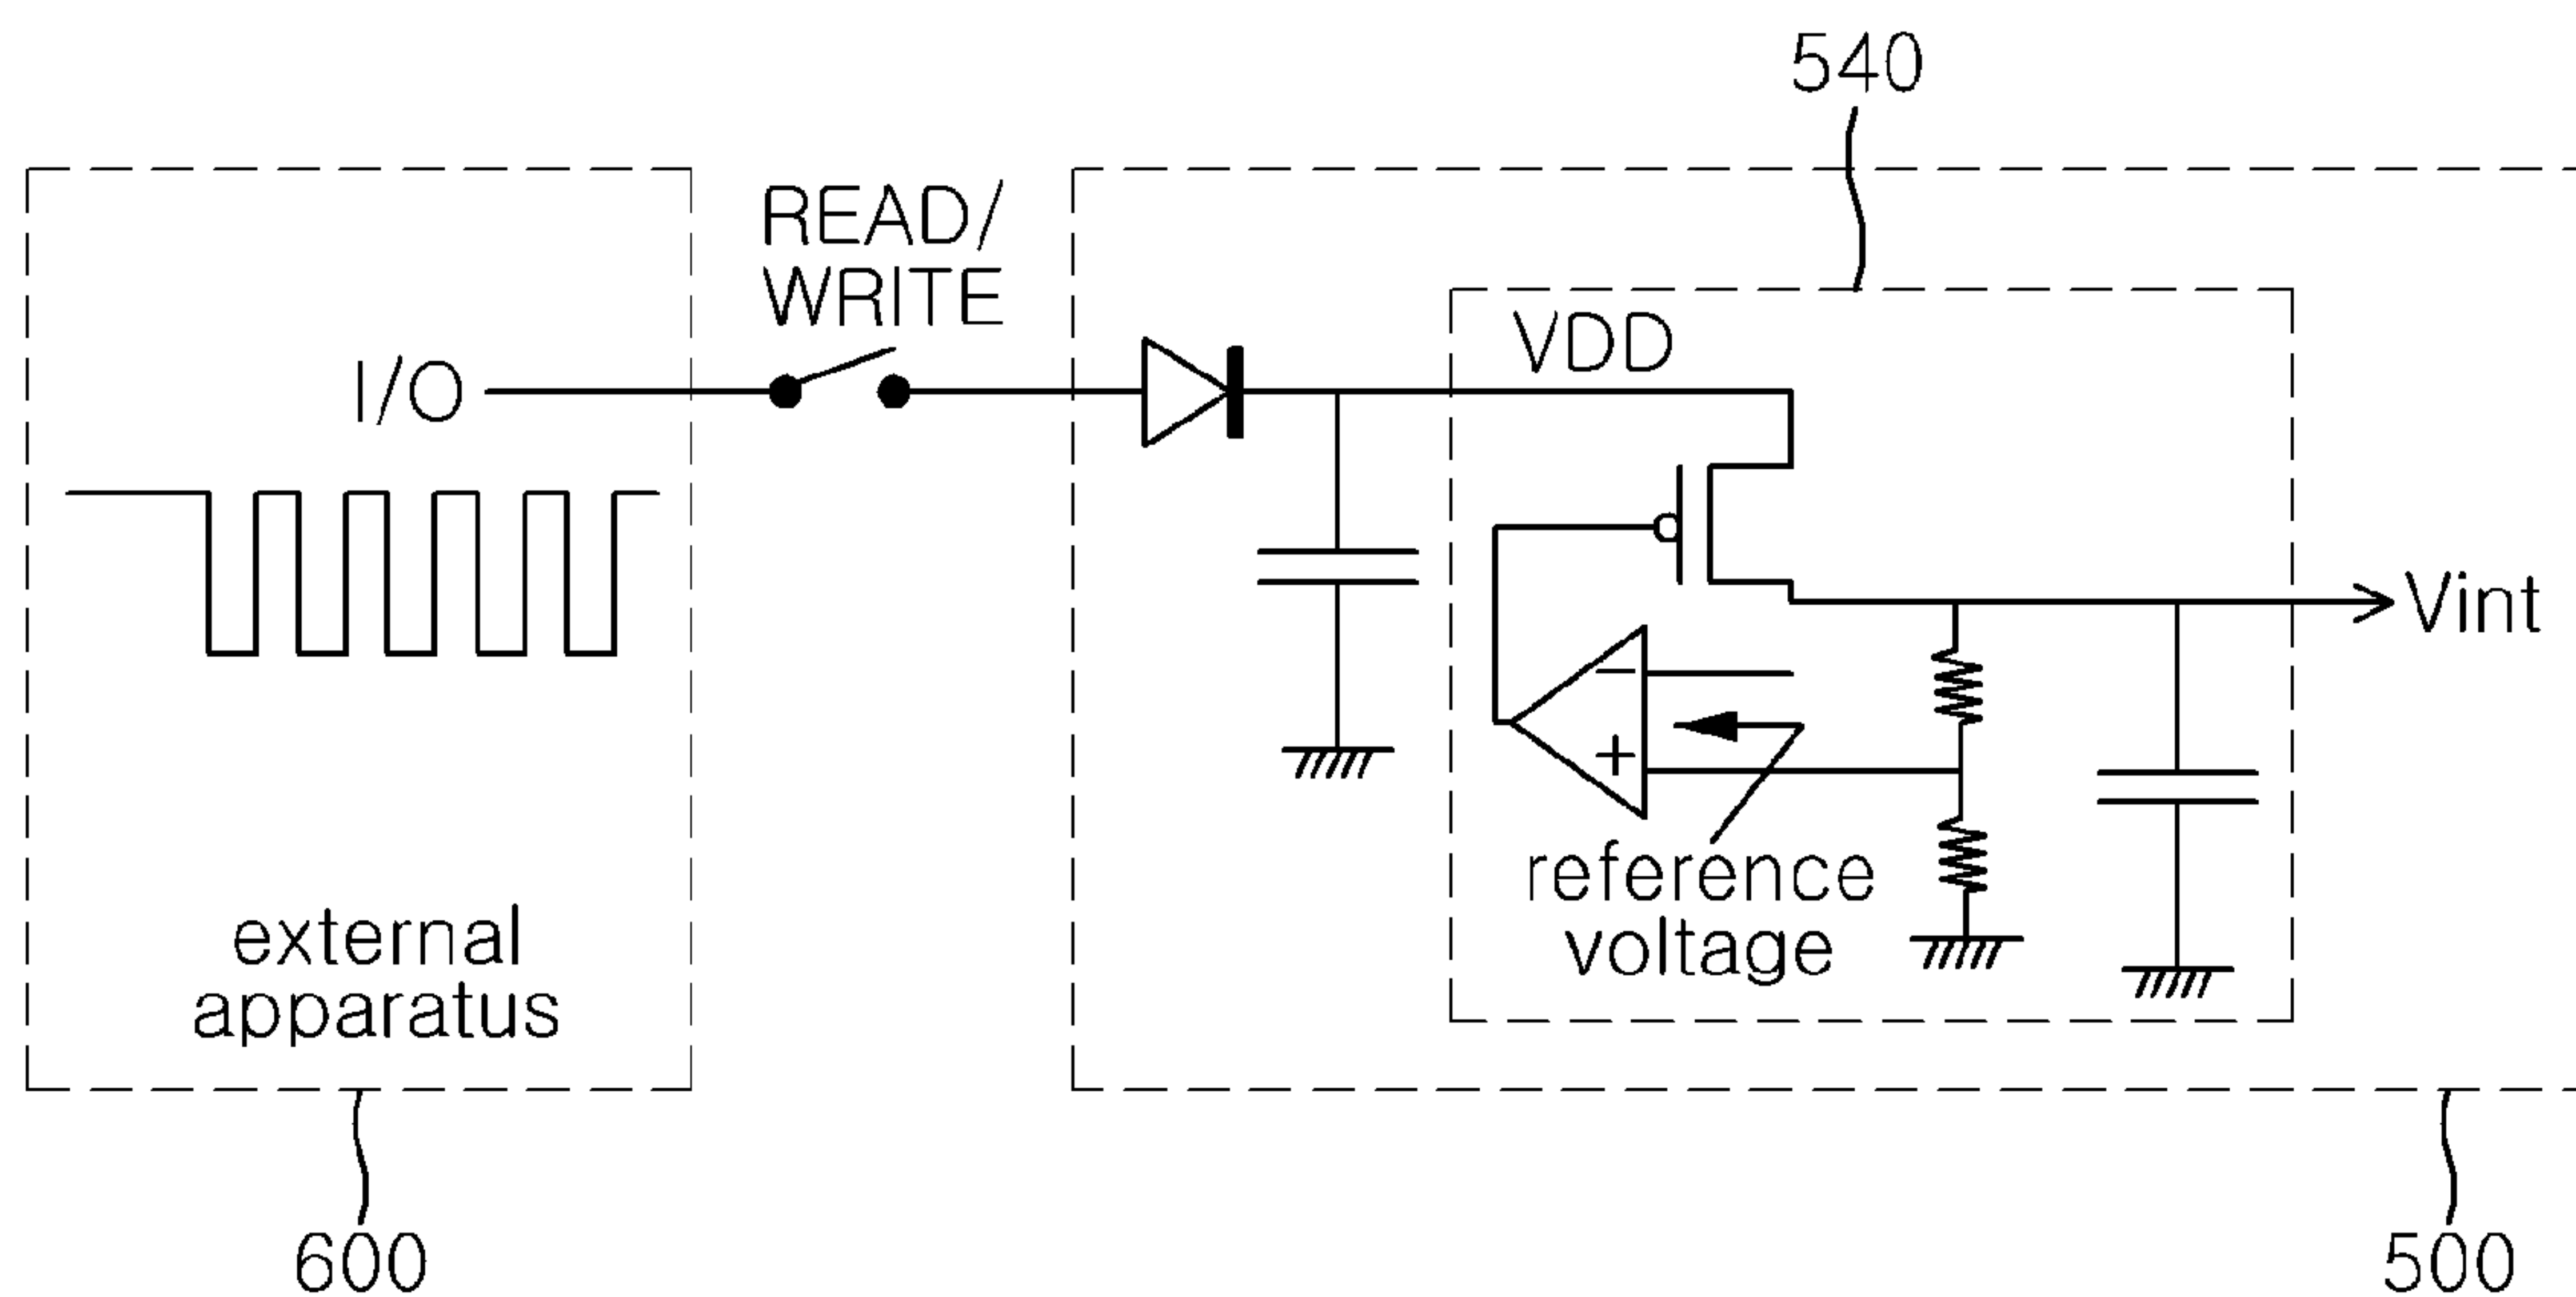 540
READ/
WRITE
VDD
I/O
Vint
−
+
reference
voltage
external
apparatus
600
500